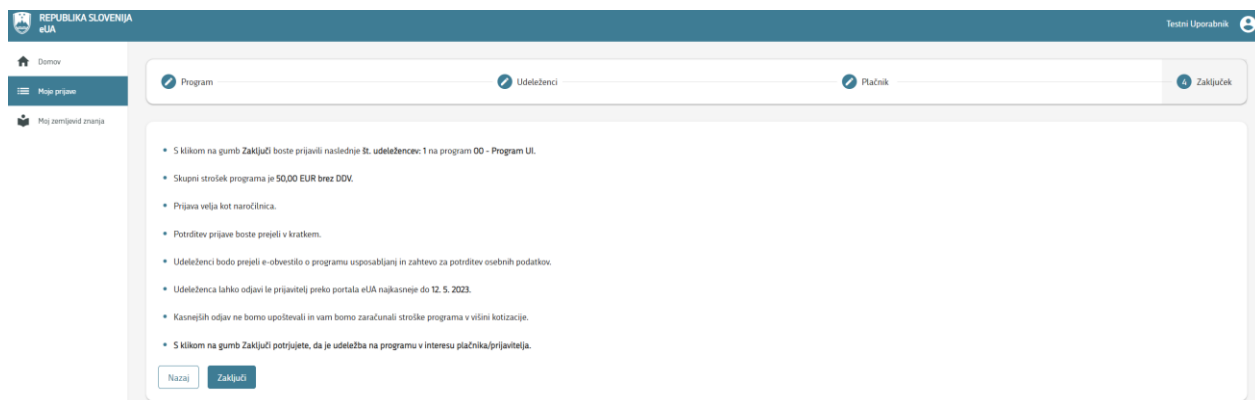 REPUBLIKA SLOVENIJA
eUA
Testni Uporabnik
Domov
Moje prijave
Moj zemljevid znanja
Program
Udeleženci
Plačnik
4 Zaključek
S klikom na gumb Zaključi boste prijavili naslednje št. udeležencev: 1 na program 00 - Program UI.
Skupni strošek programa je 50,00 EUR brez DDV.
Prijava velja kot naročilnica.
Potrditev prijave boste prejeli v kratkem.
Udeleženci bodo prejeli e-obvestilo o programu usposabljanj in zahtevo za potrditev osebnih podatkov.
Udeleženca lahko odjavi le prijavitelj preko portala eUA najkasneje do 12. 5. 2023.
Kasnejših odjav ne bomo upoštevali in vam bomo zaračunali stroške programa v višini kotizacije.
S klikom na gumb Zaključi potrjujete, da je udeležba na programu v interesu plačnika/prijavitelja.
Nazaj
Zaključi